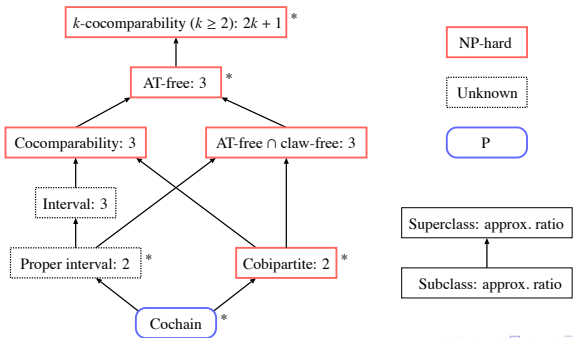 k-cocomparability (k ≥ 2): 2k + 1 *
NP-hard
AT-free: 3 *
Unknown
Cocomparability: 3
AT-free ∩ claw-free: 3
P
Interval: 3
Superclass: approx. ratio
Proper interval: 2 *
Cobipartite: 2 *
Subclass: approx. ratio
Cochain *